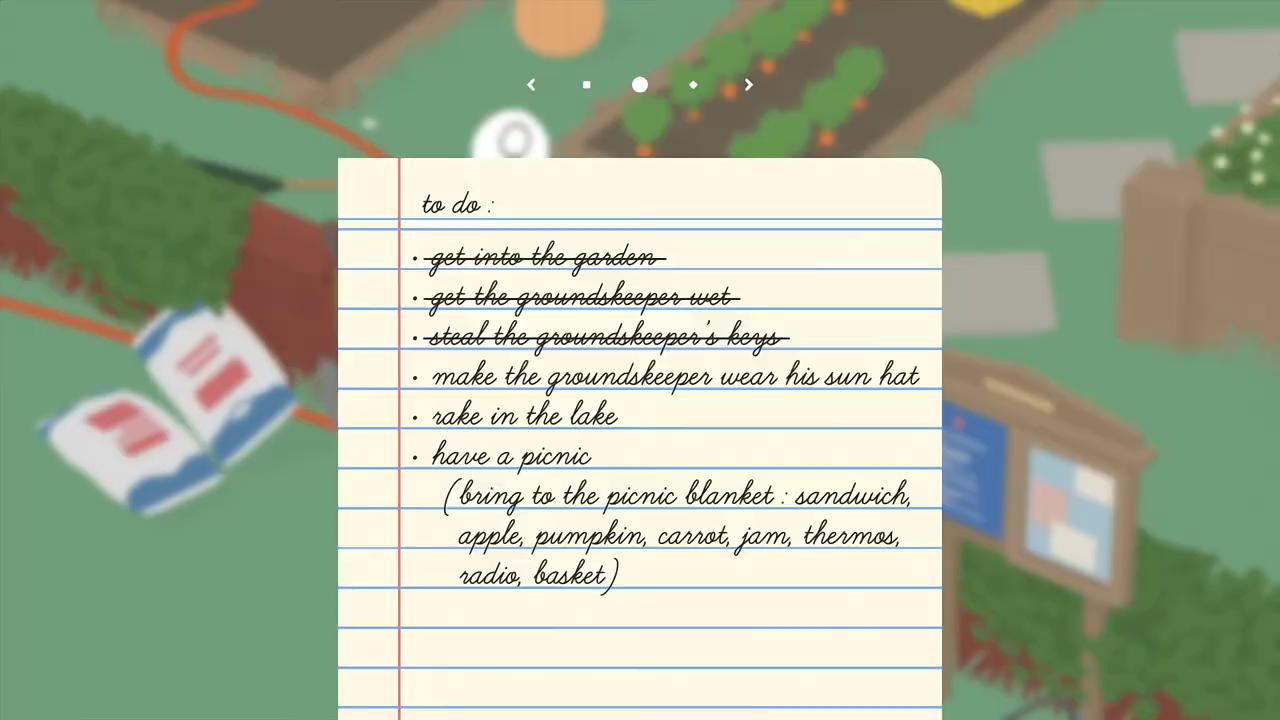 to do :
• get into the garden
• get the groundskeeper wet
• steal the groundskeeper's keys
• make the groundskeeper wear his sun hat
• rake in the lake
• have a picnic
(bring to the picnic blanket : sandwich,
apple, pumpkin, carrot, jam, thermos,
radio, basket)